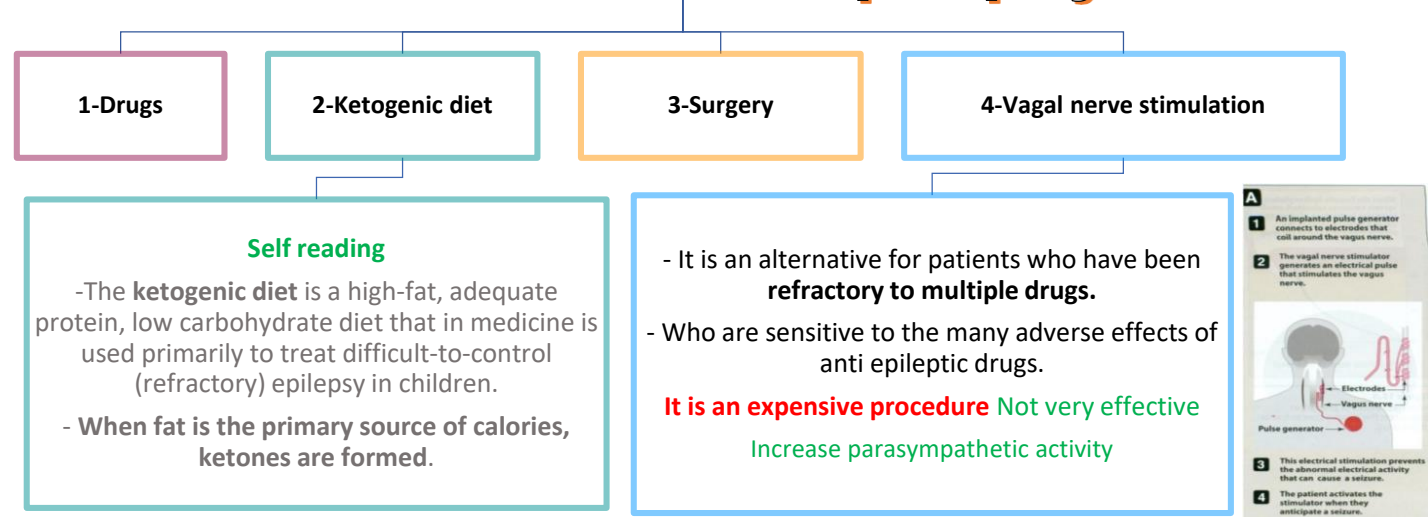 1-Drugs
2-Ketogenic diet
3-Surgery
4-Vagal nerve stimulation
Self reading
-The ketogenic diet is a high-fat, adequate
protein, low carbohydrate diet that in medicine is
used primarily to treat difficult-to-control
(refractory) epilepsy in children.
- When fat is the primary source of calories,
ketones are formed.
- It is an alternative for patients who have been
refractory to multiple drugs.
- Who are sensitive to the many adverse effects of
anti epileptic drugs.
It is an expensive procedure Not very effective
Increase parasympathetic activity
A
1 An implanted pulse generator
connects to electrodes that
coil around the vagus nerve.
2 The vagal nerve stimulator
generates an electrical pulse
that stimulates the vagus
nerve.
Electrodes
Vagus nerve
Pulse generator
3 This electrical stimulation prevents
the abnormal electrical activity
that can cause a seizure.
4 The patient activates the
stimulator when they
anticipate a seizure.